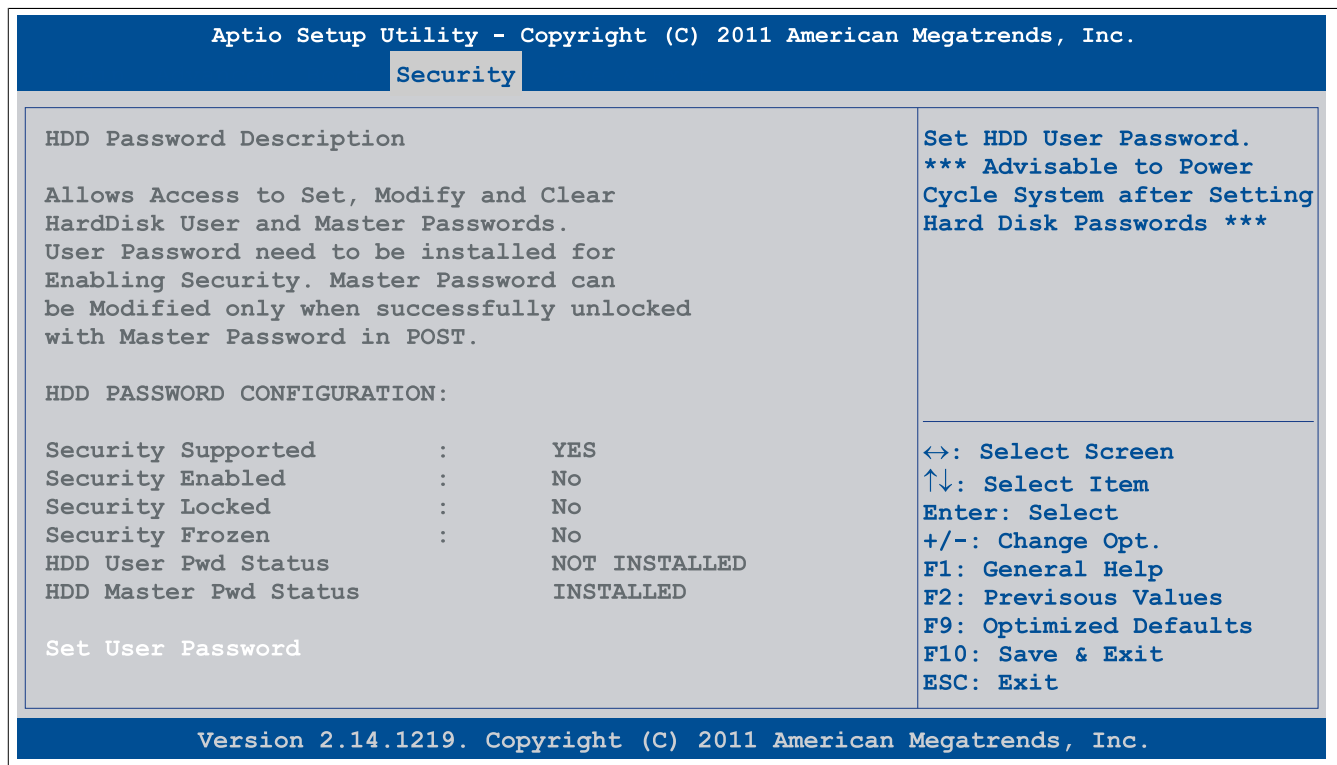 Aptio Setup Utility - Copyright (C) 2011 American Megatrends, Inc.
Security
HDD Password Description
Allows Access to Set, Modify and Clear
HardDisk User and Master Passwords.
User Password need to be installed for
Enabling Security. Master Password can
be Modified only when successfully unlocked
with Master Password in POST.
HDD PASSWORD CONFIGURATION:
Security Supported : YES
Security Enabled : No
Security Locked : No
Security Frozen : No
HDD User Pwd Status NOT INSTALLED
HDD Master Pwd Status INSTALLED
Set User Password
Set HDD User Password.
*** Advisable to Power
Cycle System after Setting
Hard Disk Passwords ***
↔: Select Screen
↑↓: Select Item
Enter: Select
+/-: Change Opt.
F1: General Help
F2: Previsous Values
F9: Optimized Defaults
F10: Save & Exit
ESC: Exit
Version 2.14.1219. Copyright (C) 2011 American Megatrends, Inc.